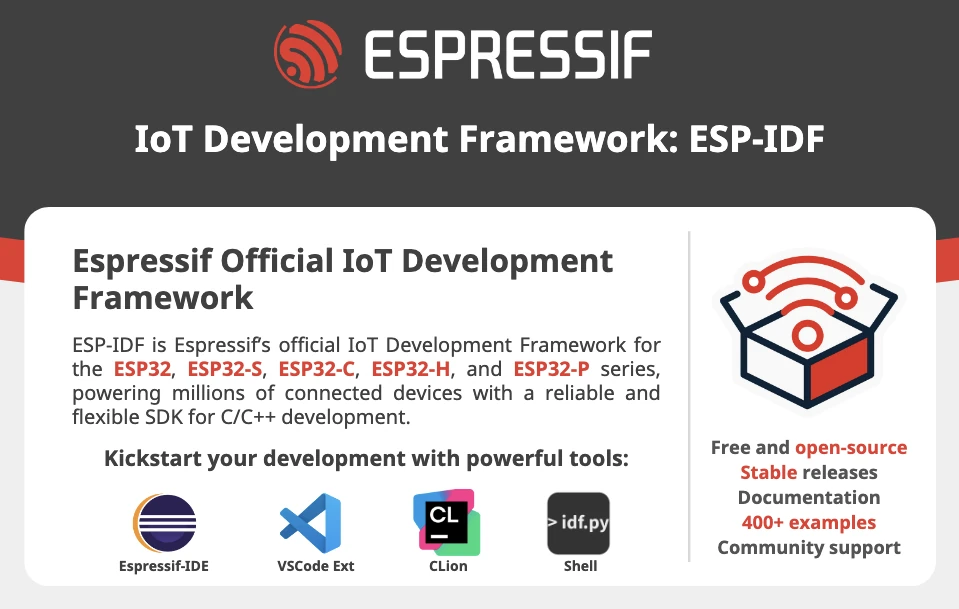 ESPRESSIF
IoT Development Framework: ESP-IDF
Espressif Official IoT Development
Framework
ESP-IDF is Espressif's official IoT Development Framework for
the ESP32, ESP32-S, ESP32-C, ESP32-H, and ESP32-P series,
powering millions of connected devices with a reliable and
flexible SDK for C/C++ development.
Kickstart your development with powerful tools:
CL
> idf.py
Espressif-IDE
VSCode Ext
CLion
Shell
Free and open-source
Stable releases
Documentation
400+ examples
Community support